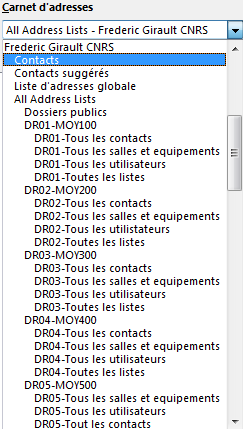 Carnet d'adresses
All Address Lists - Frederic Girault CNRS
Frederic Girault CNRS
Contacts
Contacts suggérés
Liste d'adresses globale
All Address Lists
Dossiers publics
DR01-MOY100
DR01-Tous les contacts
DR01-Tous les salles et equipements
DR01-Tous les utilisateurs
DR01-Toutes les listes
DR02-MOY200
DR02-Tous les contacts
DR02-Tous les salles et equipements
DR02-Tous les utilistateurs
DR02-Toutes les listes
DR03-MOY300
DR03-Tous les contacts
DR03-Tous les salles et equipements
DR03-Tous les utilisateurs
DR03-Toutes les listes
DR04-MOY400
DR04-Tous les contacts
DR04-Tous les salles et equipements
DR04-Tous les utilisateurs
DR04-Toutes les listes
DR05-MOY500
DR05-Tous les salles et equipements
DR05-Tous les utilisateurs
DR05-Tout les contacts